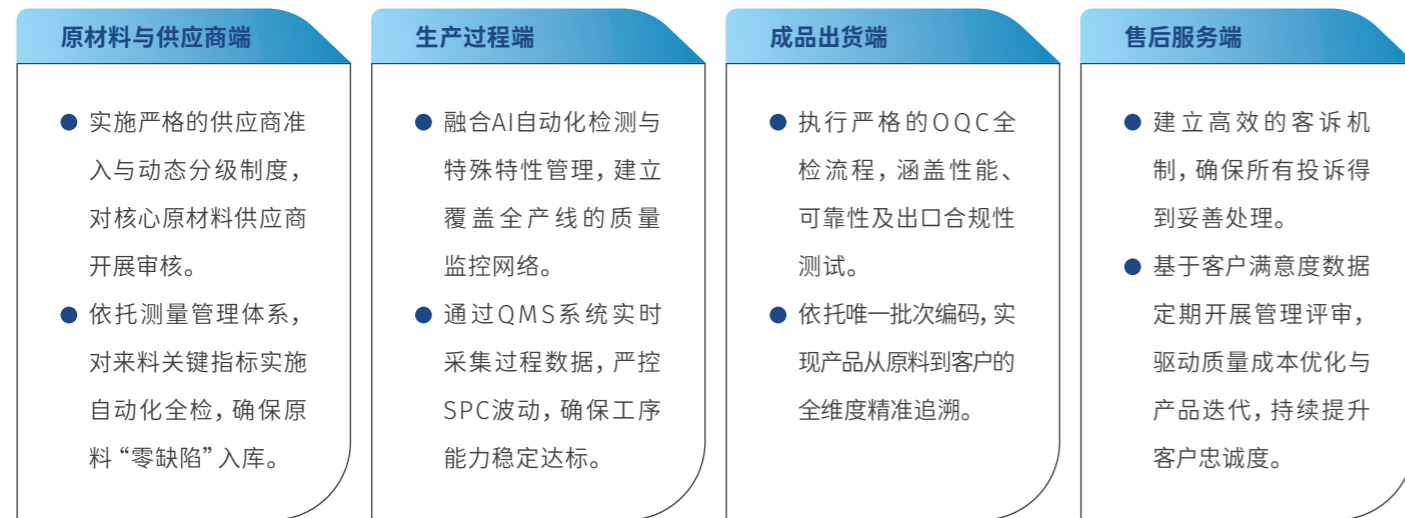 原材料与供应商端
实施严格的供应商准
入与动态分级制度，
对核心原材料供应商
开展审核。
依托测量管理体系，
对来料关键指标实施
自动化全检，确保原
料“零缺陷”入库。
生产过程端
融合AI自动化检测与
特殊特性管理，建立
覆盖全产线的质量
监控网络。
通过QMS系统实时
采集过程数据，严控
SPC波动，确保工序
能力稳定达标。
成品出货端
执行严格的OQC全
检流程，涵盖性能、
可靠性及出口合规性
测试。
依托唯一批次编码，实
现产品从原料到客户的
全维度精准追溯。
售后服务端
建立高效的客诉机
制，确保所有投诉得
到妥善处理。
基于客户满意度数据
定期开展管理评审，
驱动质量成本优化与
产品迭代，持续提升
客户忠诚度。